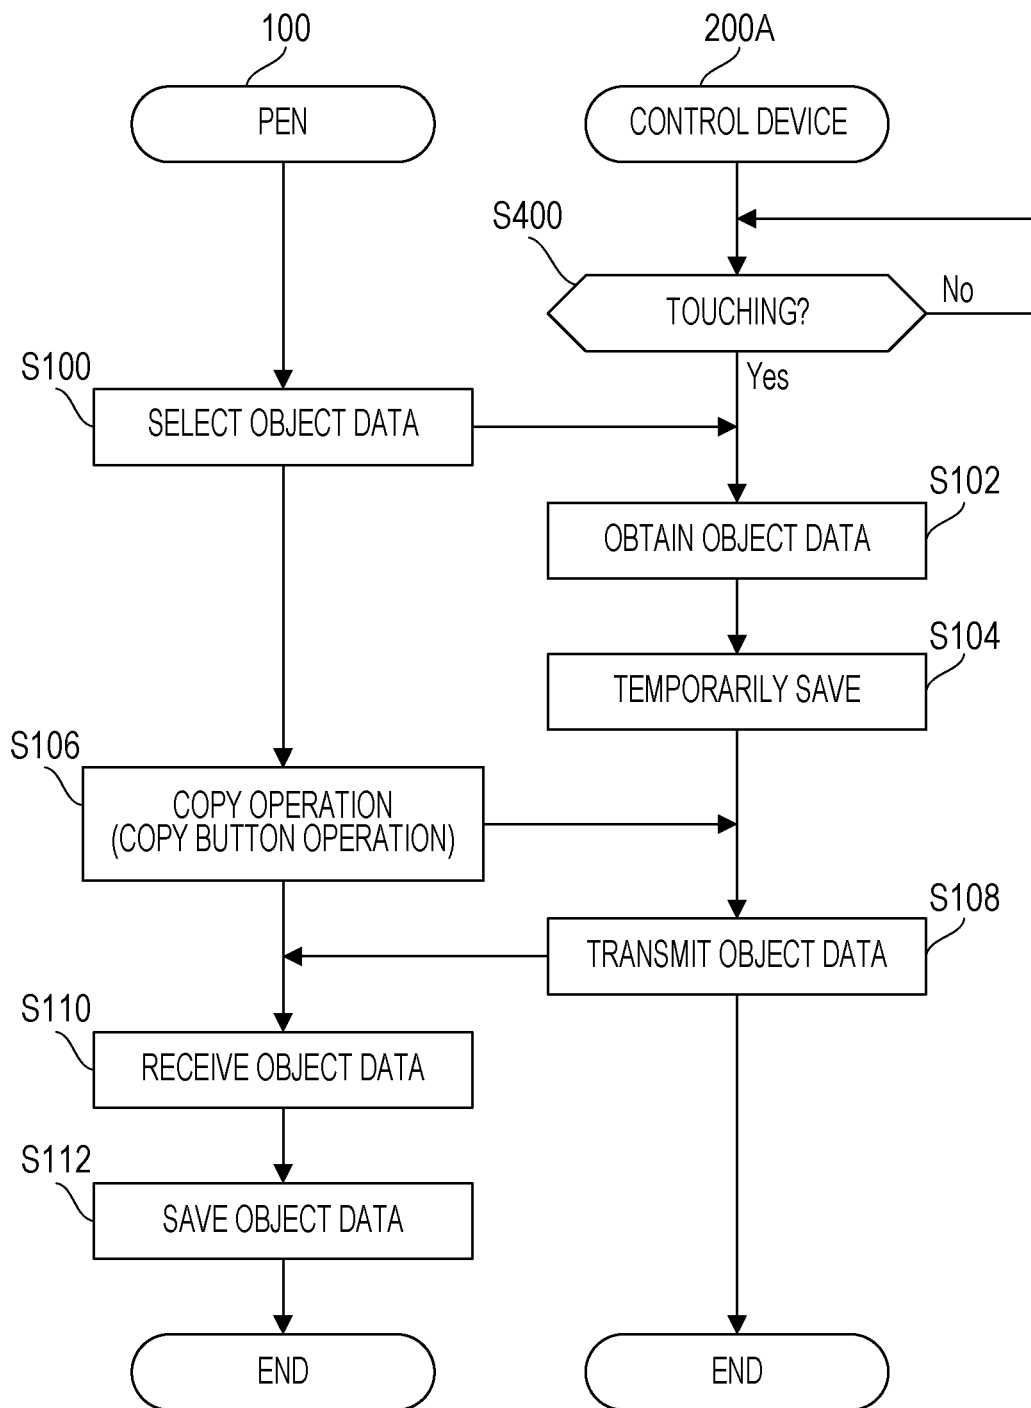 100
200A
PEN
CONTROL DEVICE
S400
TOUCHING?
No
Yes
S100
SELECT OBJECT DATA
S102
OBTAIN OBJECT DATA
S104
TEMPORARILY SAVE
S106
COPY OPERATION
(COPY BUTTON OPERATION)
S108
TRANSMIT OBJECT DATA
S110
RECEIVE OBJECT DATA
S112
SAVE OBJECT DATA
END
END